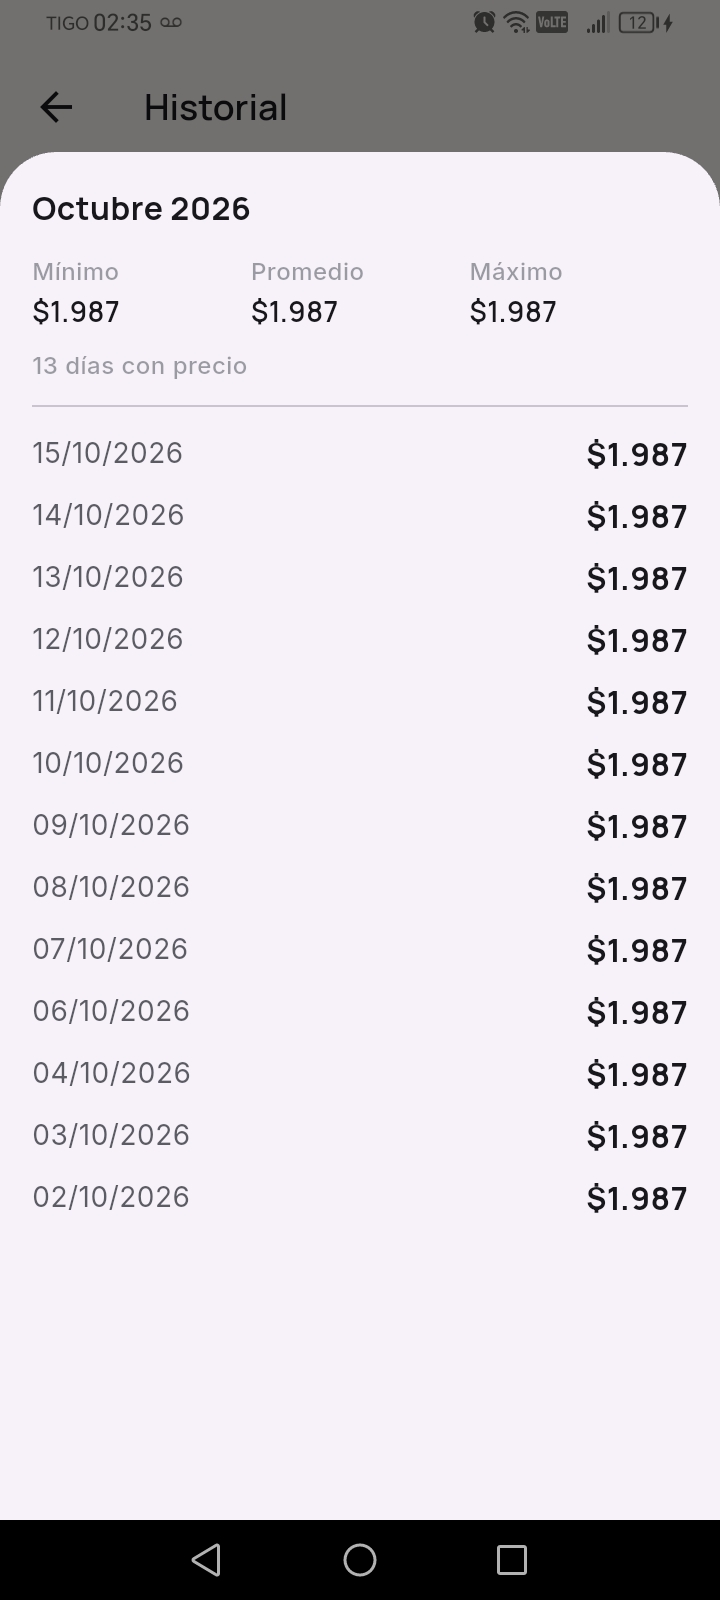 TIGO 02:35 VoLTE 12
Historial
Octubre 2026
Mínimo Promedio Máximo
$1.987 $1.987 $1.987
13 días con precio
15/10/2026 $1.987
14/10/2026 $1.987
13/10/2026 $1.987
12/10/2026 $1.987
11/10/2026 $1.987
10/10/2026 $1.987
09/10/2026 $1.987
08/10/2026 $1.987
07/10/2026 $1.987
06/10/2026 $1.987
04/10/2026 $1.987
03/10/2026 $1.987
02/10/2026 $1.987